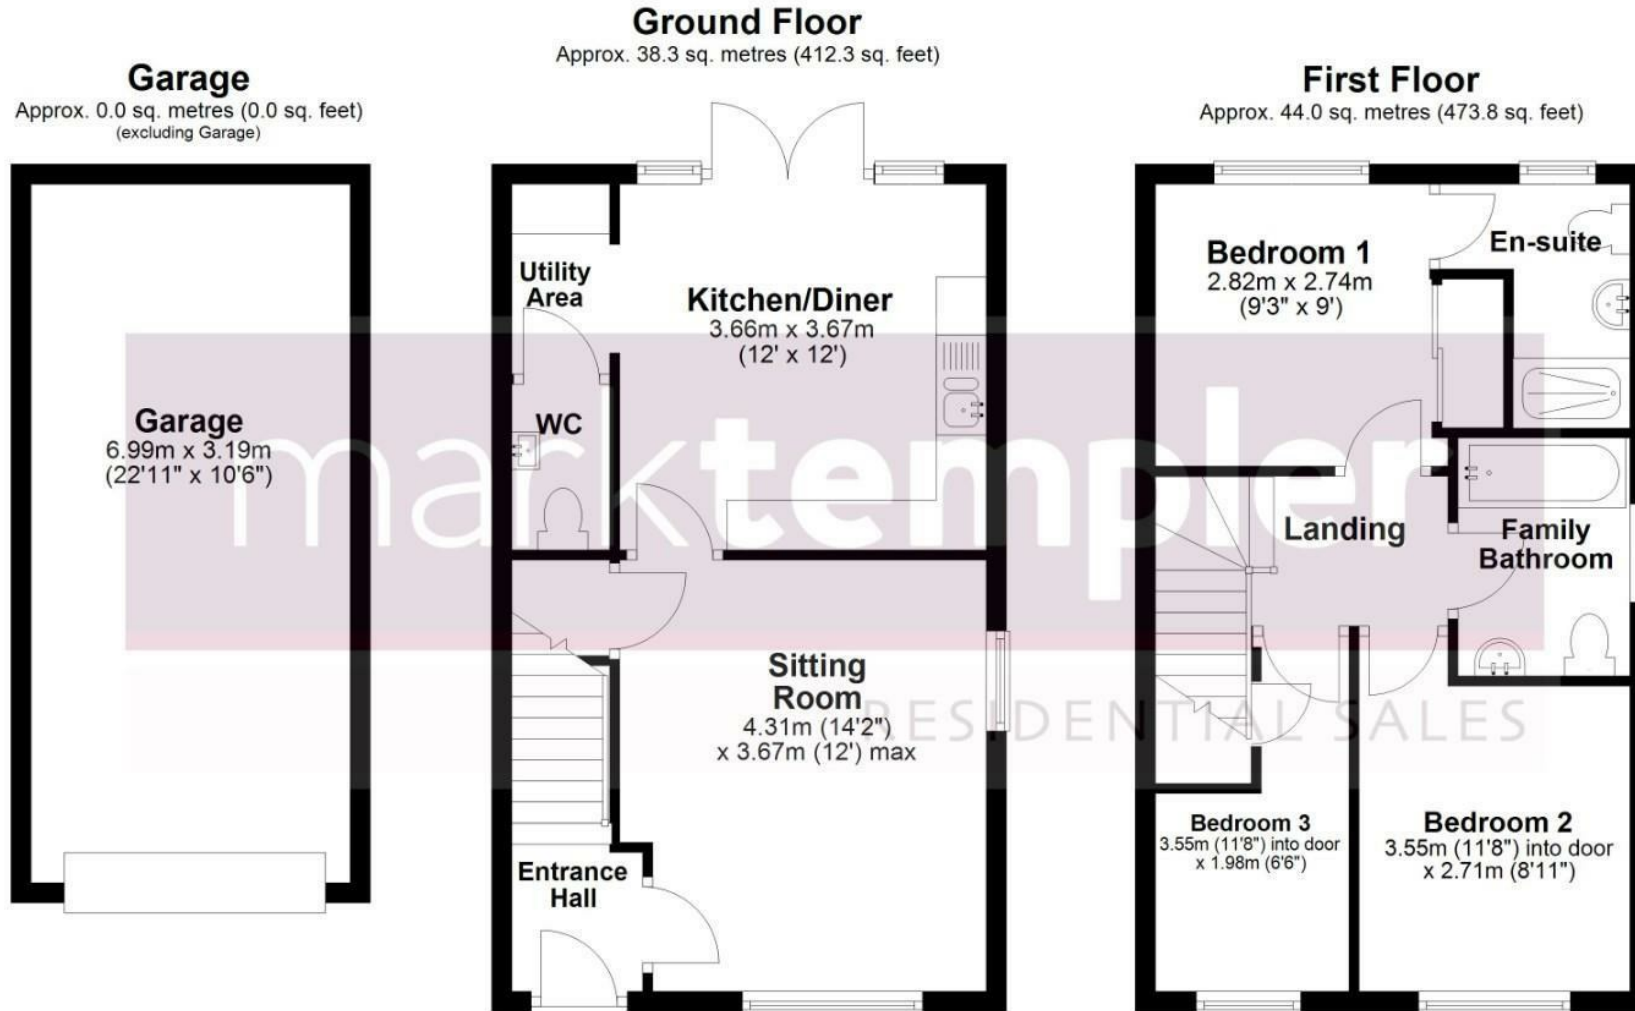 Garage
Approx. 0.0 sq. metres (0.0 sq. feet)
(excluding Garage)
Garage
6.99m x 3.19m
(22'11" x 10'6")
Ground Floor
Approx. 38.3 sq. metres (412.3 sq. feet)
Utility
Area
Kitchen/Diner
3.66m x 3.67m
(12' x 12')
WC
Sitting
Room
4.31m (14'2")
x 3.67m (12') max
Entrance
Hall
First Floor
Approx. 44.0 sq. metres (473.8 sq. feet)
Bedroom 1
2.82m x 2.74m
(9'3" x 9')
En-suite
Landing
Family
Bathroom
Bedroom 3
3.55m (11'8") into door
x 1.98m (6'6")
Bedroom 2
3.55m (11'8") into door
x 2.71m (8'11")
marktempler
RESIDENTIAL SALES